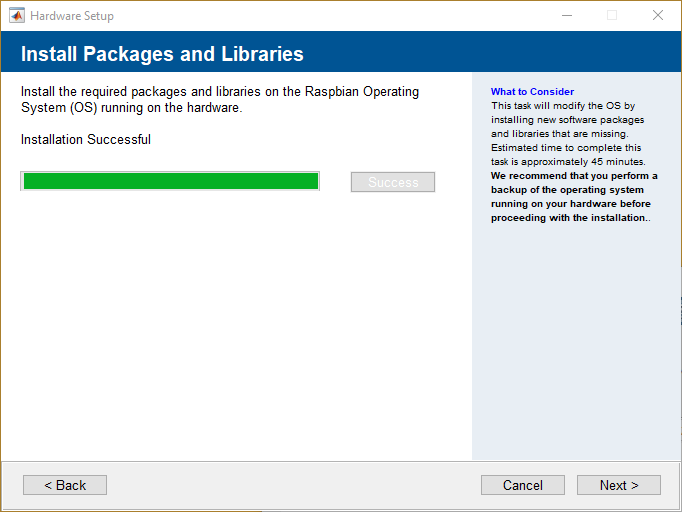 Hardware Setup
Install Packages and Libraries
Install the required packages and libraries on the Raspbian Operating
System (OS) running on the hardware.
Installation Successful
Success
What to Consider
This task will modify the OS by
installing new software packages
and libraries that are missing.
Estimated time to complete this
task is approximately 45 minutes.
We recommend that you perform a
backup of the operating system
running on your hardware before
proceeding with the installation..
< Back
Cancel
Next >